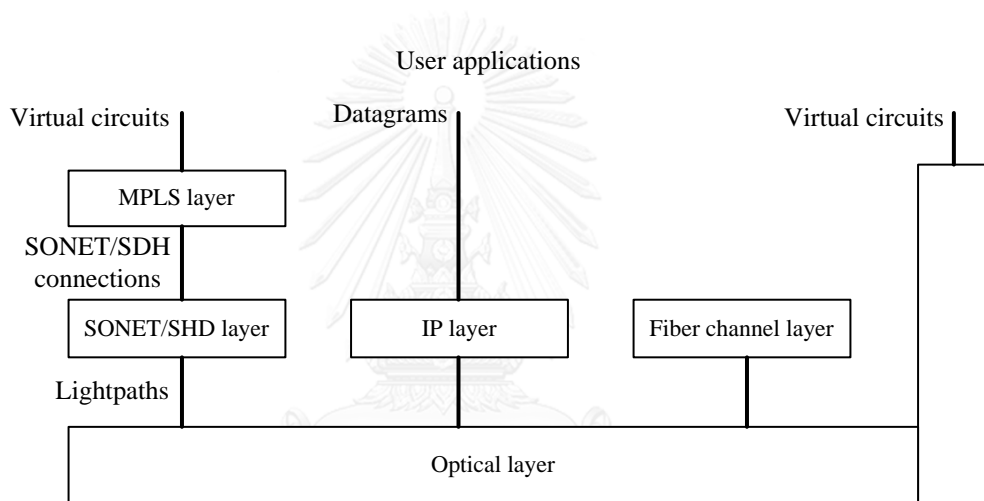 User applications
Virtual circuits
Datagrams
Virtual circuits
MPLS layer
SONET/SDH
connections
SONET/SHD layer
IP layer
Fiber channel layer
Lightpaths
Optical layer